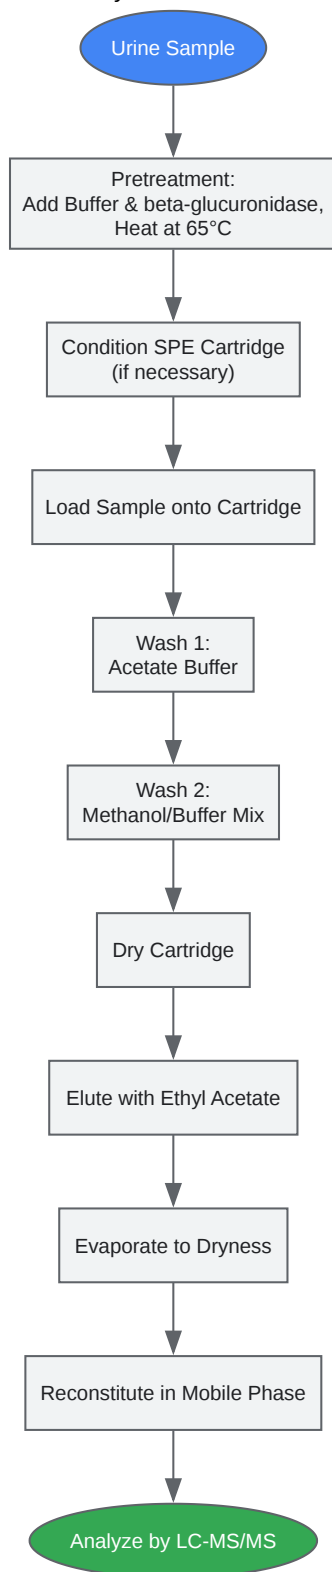 Urine Sample
Pretreatment:
Add Buffer & beta-glucuronidase,
Heat at 65°C
Condition SPE Cartridge
(if necessary)
Load Sample onto Cartridge
Wash 1:
Acetate Buffer
Wash 2:
Methanol/Buffer Mix
Dry Cartridge
Elute with Ethyl Acetate
Evaporate to Dryness
Reconstitute in Mobile Phase
Analyze by LC-MS/MS